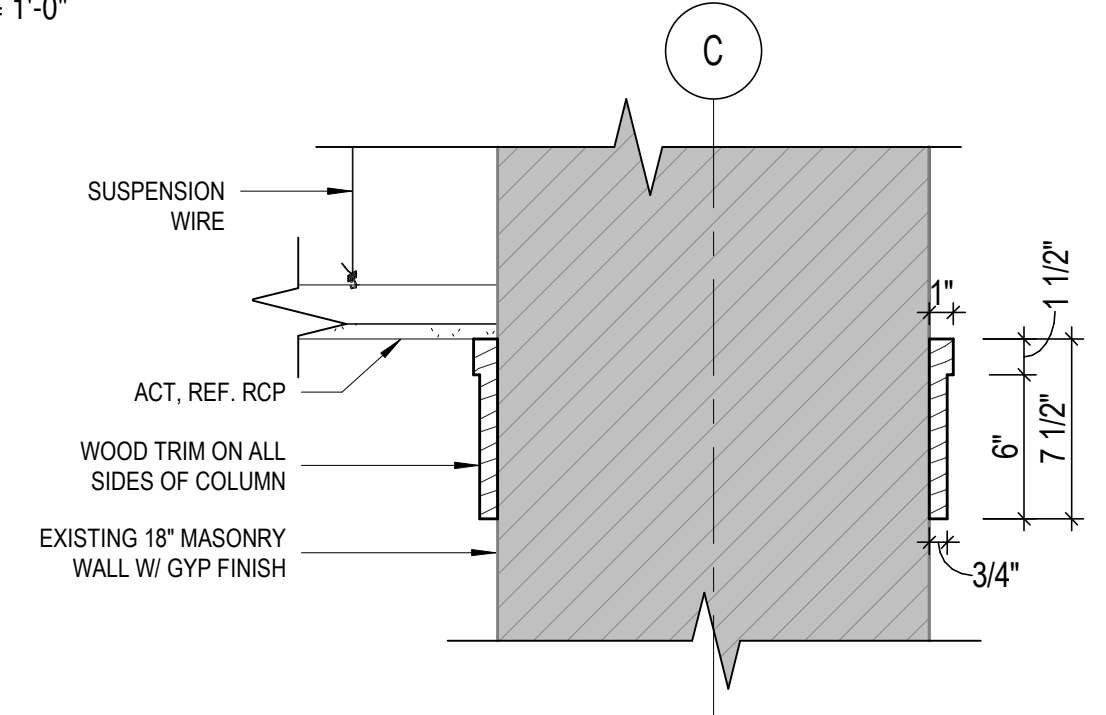 = 1'-0"
C
SUSPENSION
WIRE
1"
1 1/2"
ACT, REF. RCP
6"
7 1/2"
WOOD TRIM ON ALL
SIDES OF COLUMN
EXISTING 18" MASONRY
WALL W/ GYP FINISH
3/4"